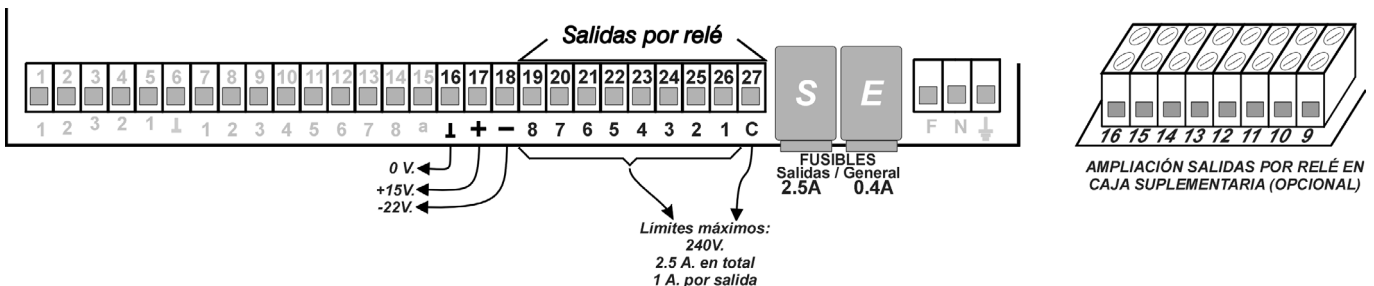 Salidas por relé
1 2 3 4 5 6 7 8 9 10 11 12 13 14 15 16 17 18 19 20 21 22 23 24 25 26 27
S E
1 2 3 2 1 ⊥ 1 2 3 4 5 6 7 8 a ⊥ + − 8 7 6 5 4 3 2 1 C
F N ⏚
16 15 14 13 12 11 10 9
FUSIBLES
Salidas / General
2.5A 0.4A
0 V.
+15V.
-22V.
Límites máximos:
240V.
2.5 A. en total
1 A. por salida
AMPLIACIÓN SALIDAS POR RELÉ EN
CAJA SUPLEMENTARIA (OPCIONAL)